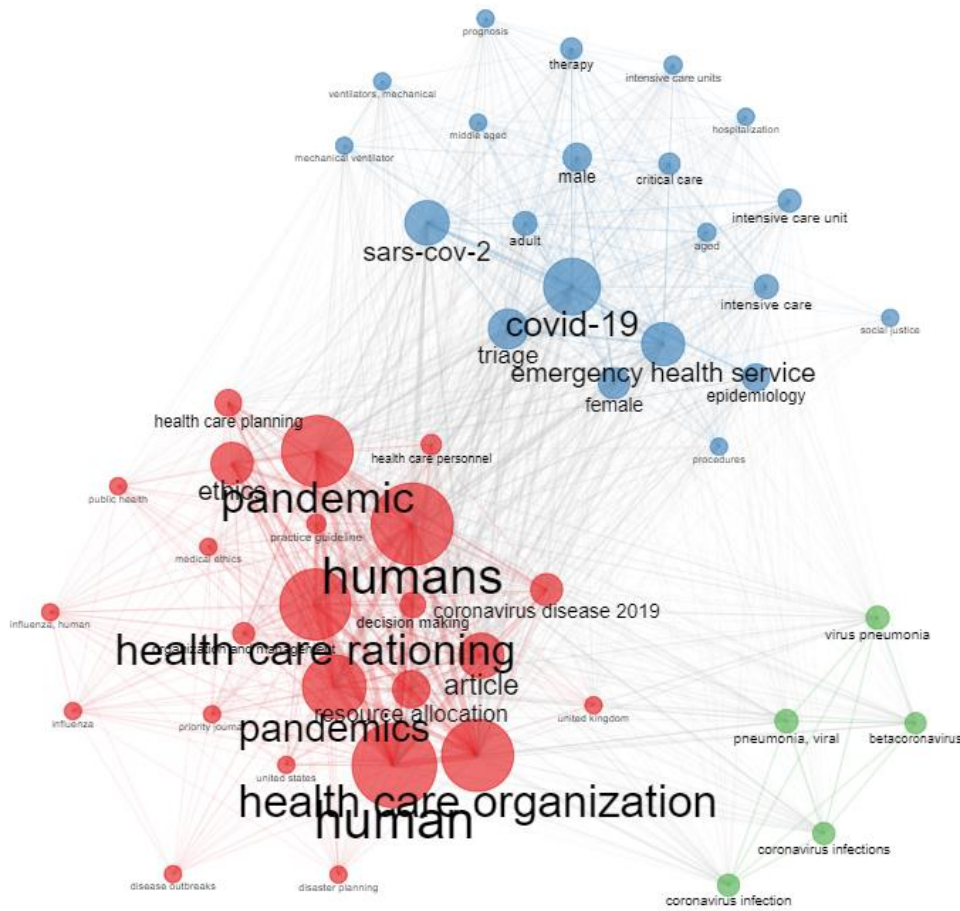 prognosis
therapy
intensive care units
ventilators, mechanical
hospitalization
middle aged
mechanical ventilator
male
critical care
intensive care unit
adult
aged
sars-cov-2
intensive care
covid-19
social justice
triage
emergency health service
epidemiology
female
health care planning
health care personnel
procedures
ethics
pandemic
public health
practice guideline
medical ethics
humans
coronavirus disease 2019
decision making
influenza, human
virus pneumonia
organization and management
health care rationing
article
resource allocation
united kingdom
influenza
priority journal
pandemics
pneumonia, viral
betacoronavirus
united states
health care organization
human
coronavirus infections
disease outbreaks
disaster planning
coronavirus infection